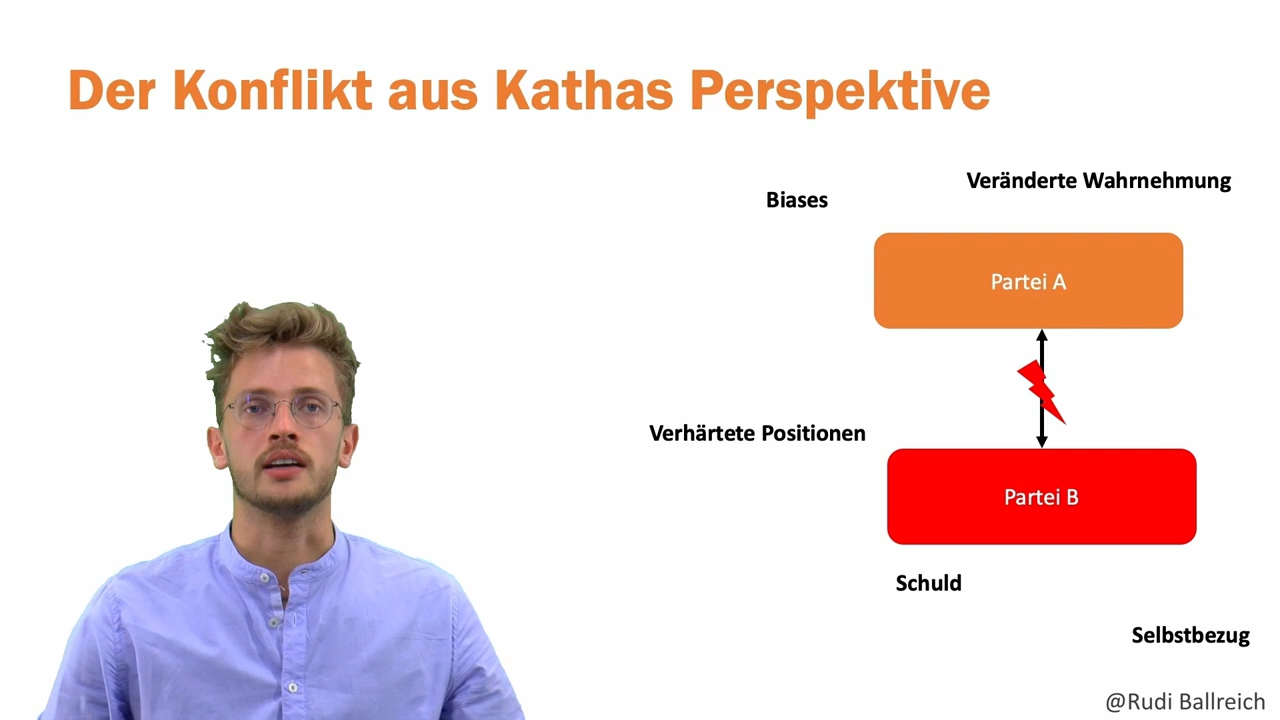 Der Konflikt aus Kathas Perspektive
Veränderte Wahrnehmung
Biases
Partei A
Verhärtete Positionen
Partei B
Schuld
Selbstbezug
@Rudi Ballreich